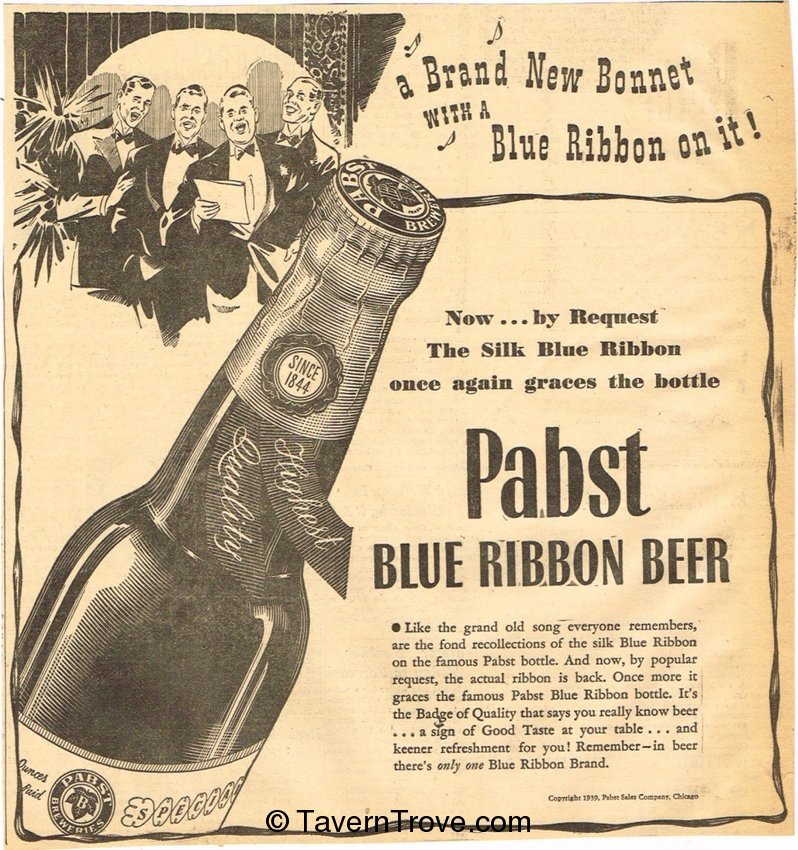 a Brand New Bonnet
WITH A
Blue Ribbon on it!
PABST
BREW
TRADE
SINCE
1844
Highest
Quality
Now...by Request
The Silk Blue Ribbon
once again graces the bottle
Pabst
BLUE RIBBON BEER
● Like the grand old song everyone remembers,
are the fond recollections of the silk Blue Ribbon
on the famous Pabst bottle. And now, by popular
request, the actual ribbon is back. Once more it
graces the famous Pabst Blue Ribbon bottle. It's
the Badge of Quality that says you really know beer
... a sign of Good Taste at your table ... and
keener refreshment for you! Remember—in beer
there's only one Blue Ribbon Brand.
Copyright 1939, Pabst Sales Company, Chicago
Ounces
Paid
PABST
B
BREWERIES
SPECIAL
© TavernTrove.com